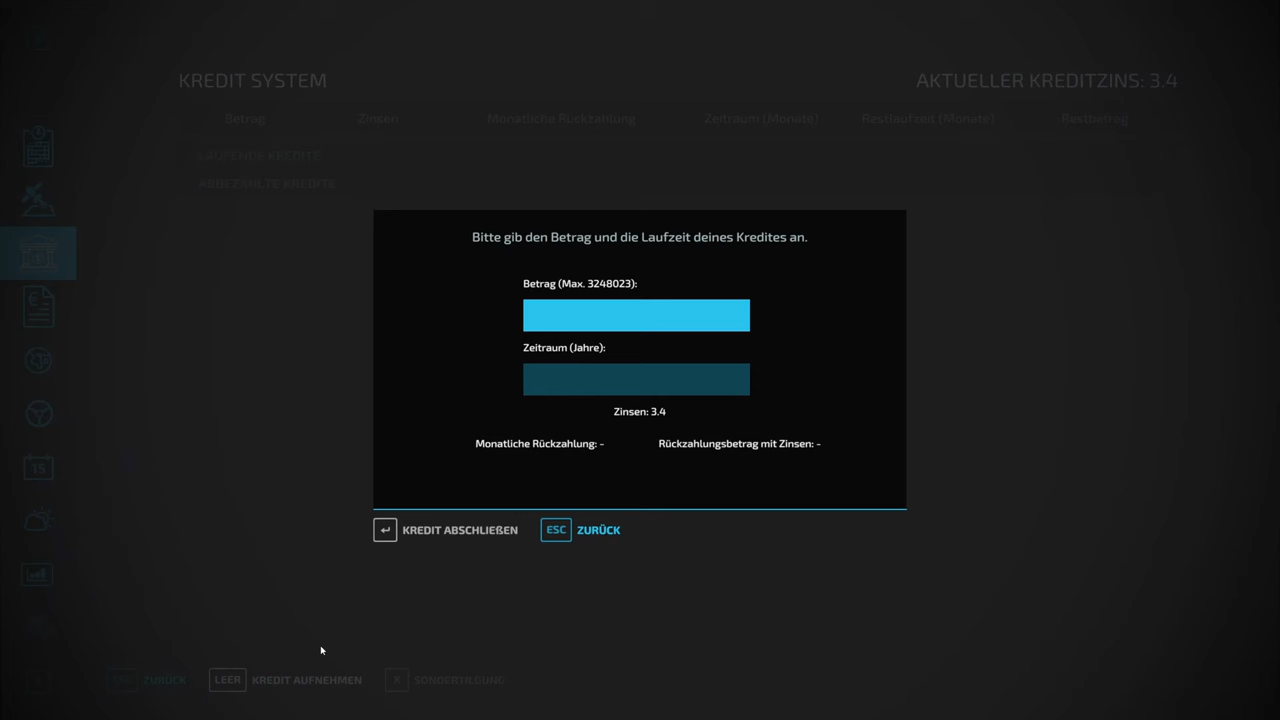 KREDIT SYSTEM
AKTUELLER KREDITZINS: 3.4
Betrag Zinsen Monatliche Rückzahlung Zeitraum (Monate) Restlaufzeit (Monate) Restbetrag
LAUFENDE KREDITE
ABBEZAHLTE KREDITE
Bitte gib den Betrag und die Laufzeit deines Kredites an.
Betrag (Max. 3248023):
Zeitraum (Jahre):
Zinsen: 3.4
Monatliche Rückzahlung: - Rückzahlungsbetrag mit Zinsen: -
↵ KREDIT ABSCHLIEßEN ESC ZURÜCK
15
ESC ZURÜCK LEER KREDIT AUFNEHMEN X SONDERTILGUNG